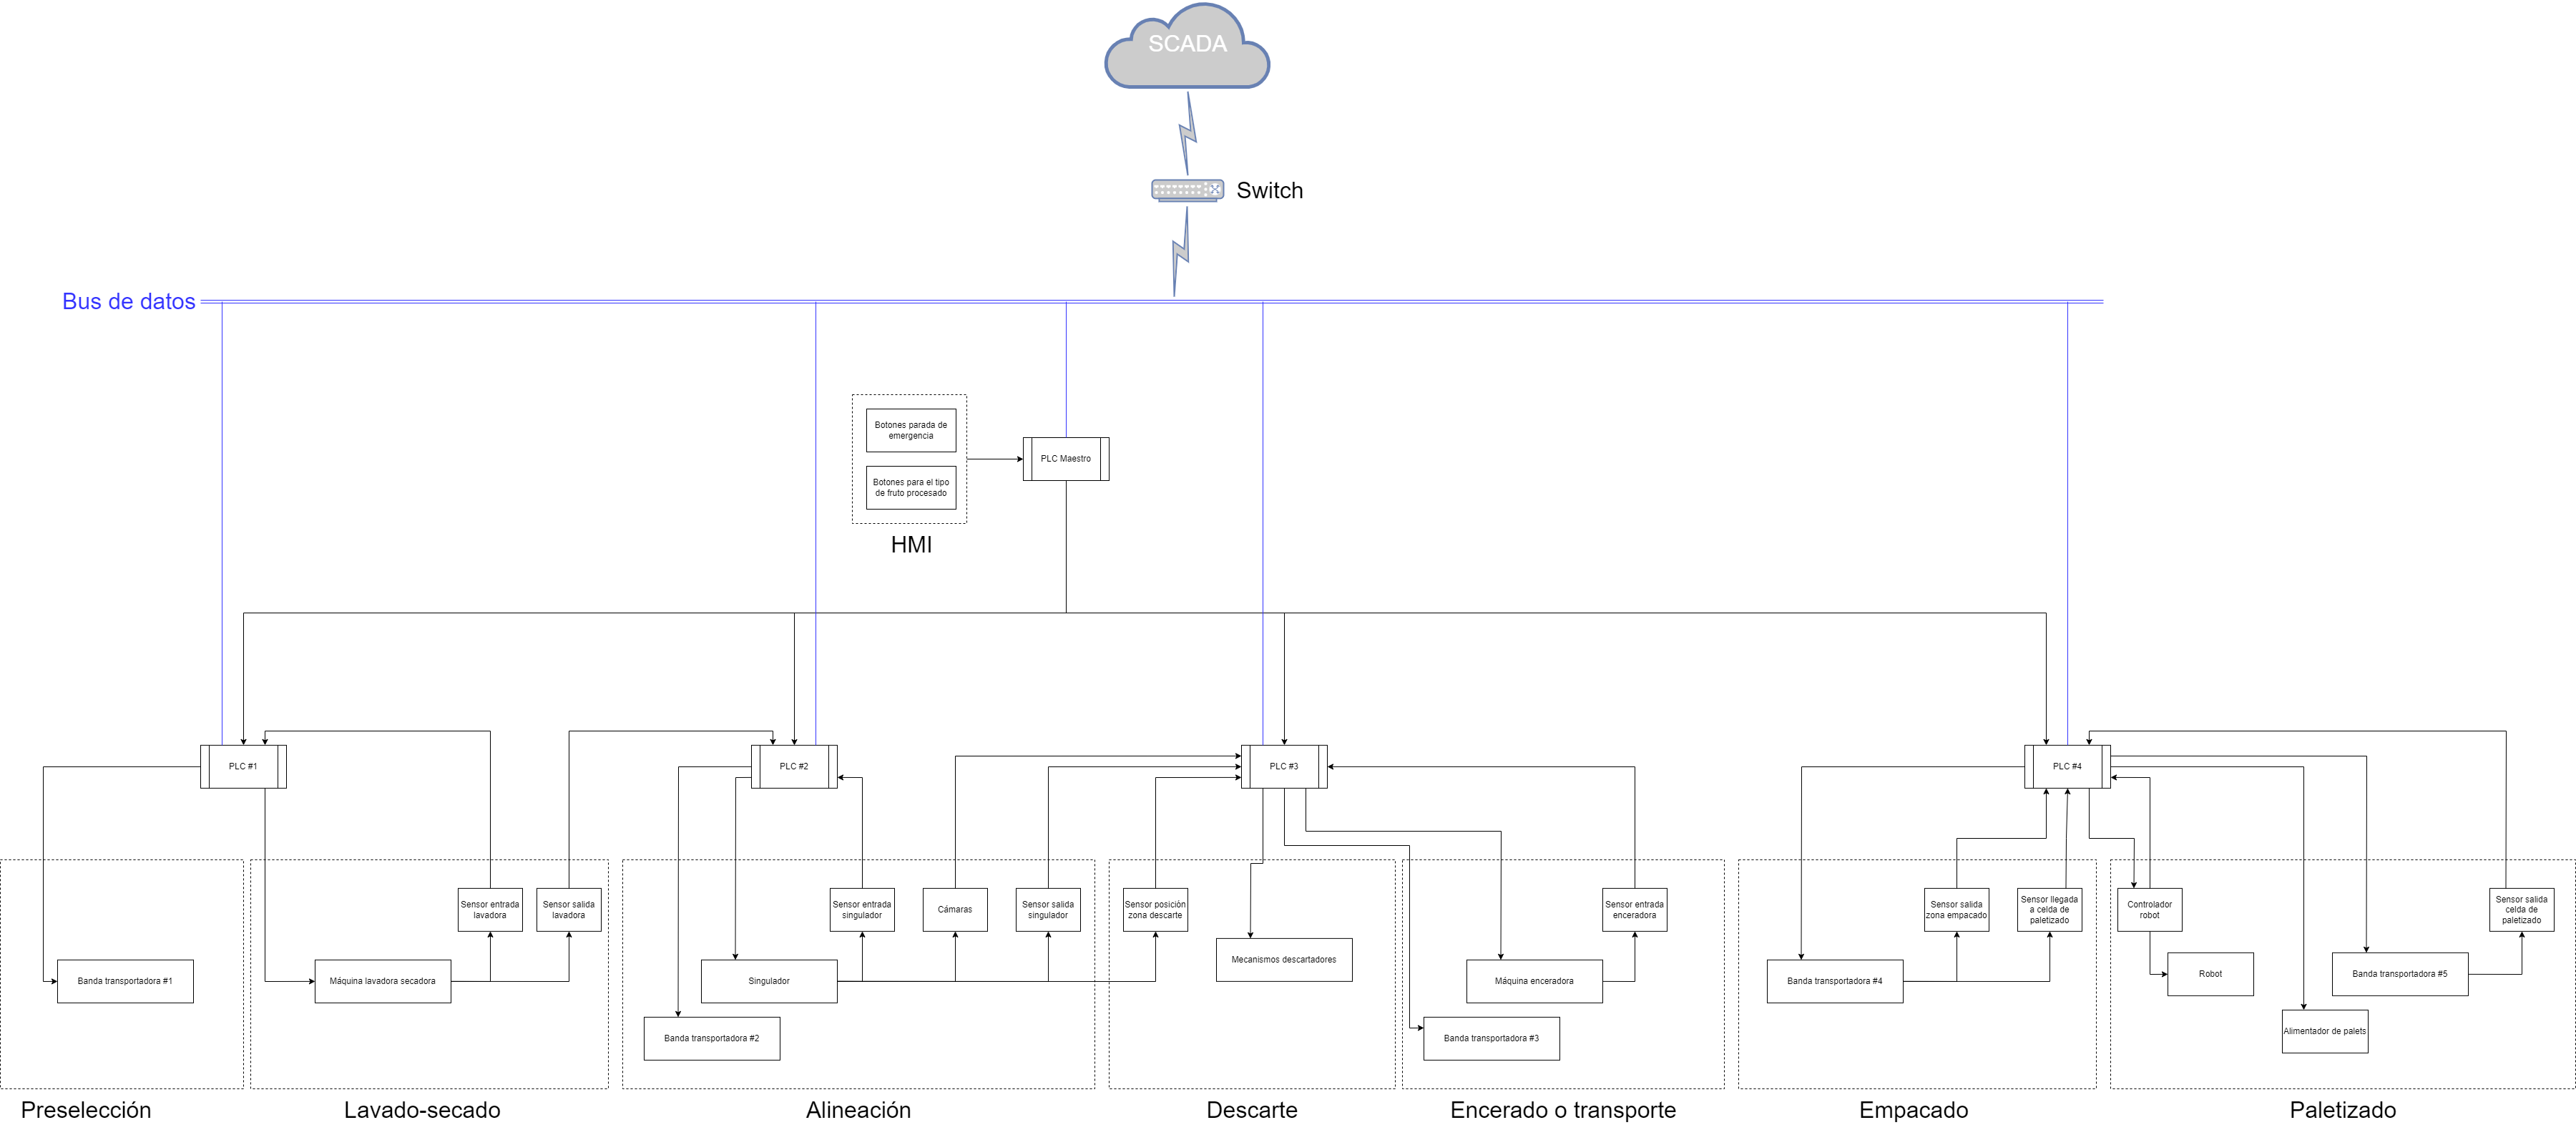 SCADA
Switch
Bus de datos
Botones parada de
emergencia
PLC Maestro
Botones para el tipo
de fruto procesado
HMI
PLC #1
PLC #2
PLC #3
PLC #4
Sensor entrada
lavadora
Sensor salida
lavadora
Sensor entrada
singulador
Cámaras
Sensor salida
singulador
Sensor posición
zona descarte
Sensor entrada
enceradora
Sensor salida
zona empacado
Sensor llegada
a celda de
paletizado
Controlador
robot
Sensor salida
celda de
paletizado
Mecanismos descartadores
Banda transportadora #1
Máquina lavadora secadora
Singulador
Máquina enceradora
Banda transportadora #4
Robot
Banda transportadora #5
Banda transportadora #2
Banda transportadora #3
Alimentador de palets
Preselección
Lavado-secado
Alineación
Descarte
Encerado o transporte
Empacado
Paletizado